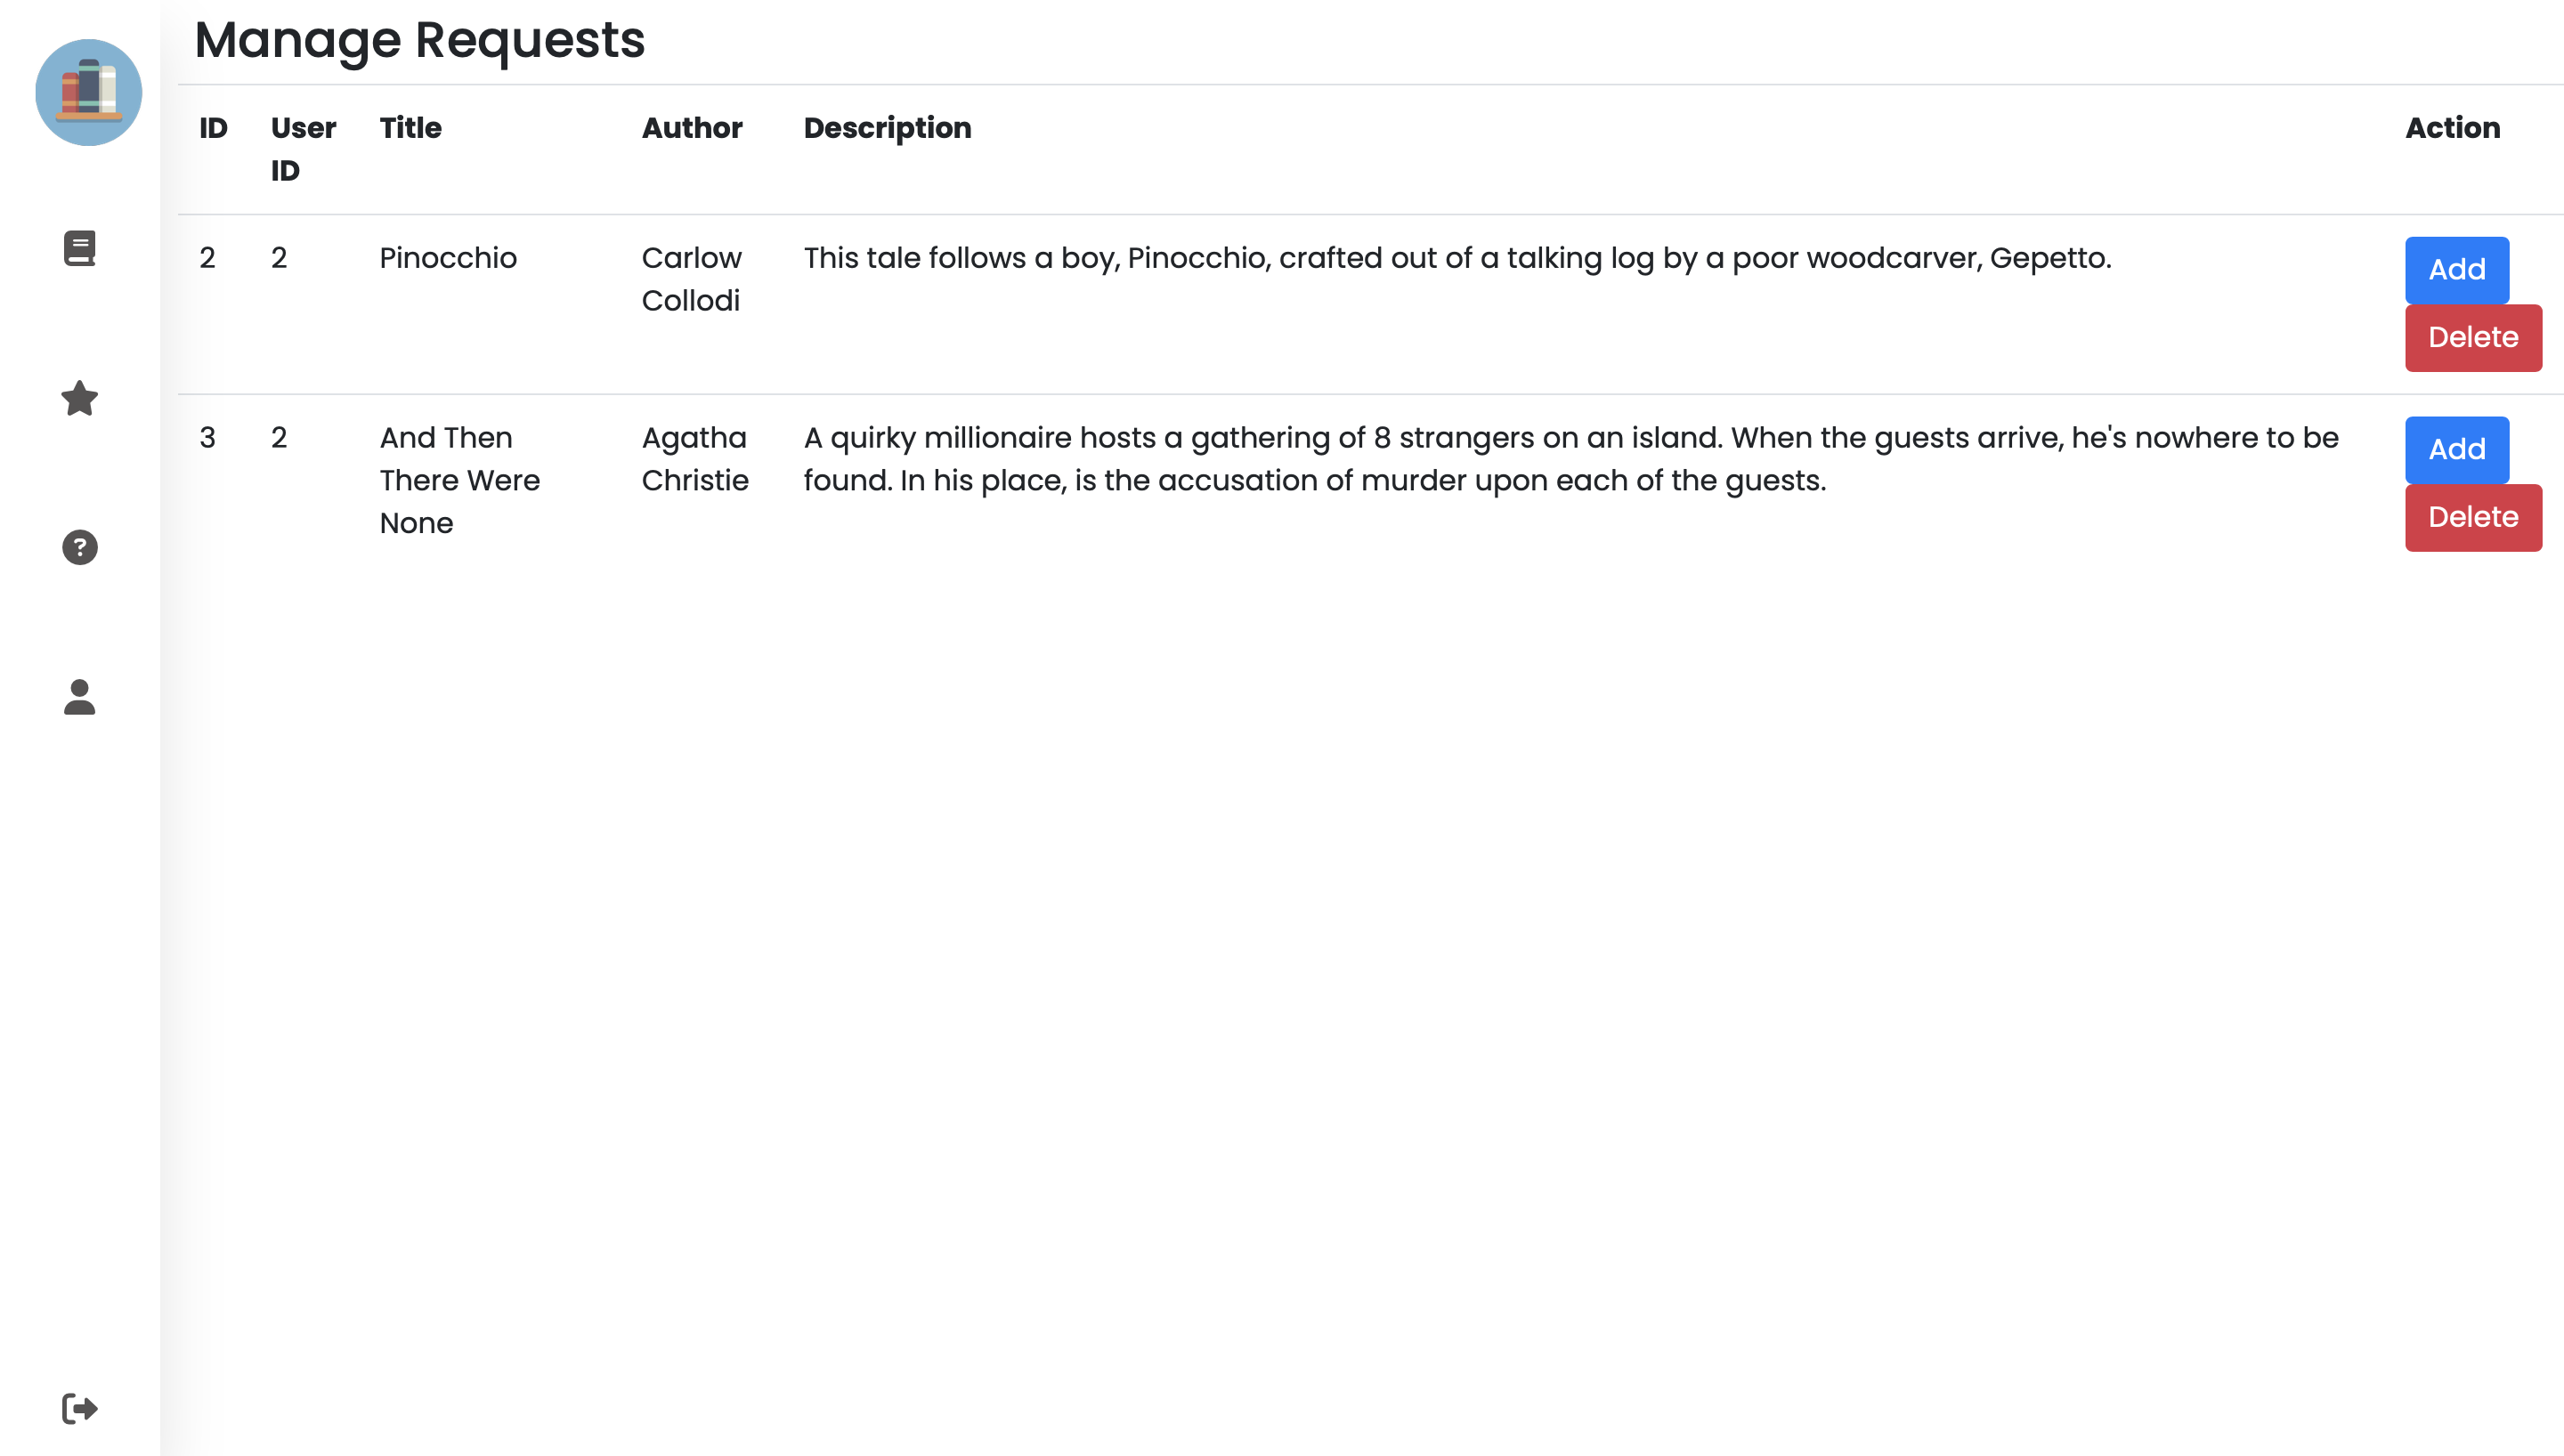 Manage Requests
ID User Title Author Description Action
ID
2 2 Pinocchio Carlow This tale follows a boy, Pinocchio, crafted out of a talking log by a poor woodcarver, Gepetto. Add
Collodi
Delete
3 2 And Then Agatha A quirky millionaire hosts a gathering of 8 strangers on an island. When the guests arrive, he's nowhere to be Add
There Were Christie found. In his place, is the accusation of murder upon each of the guests.
Delete
None